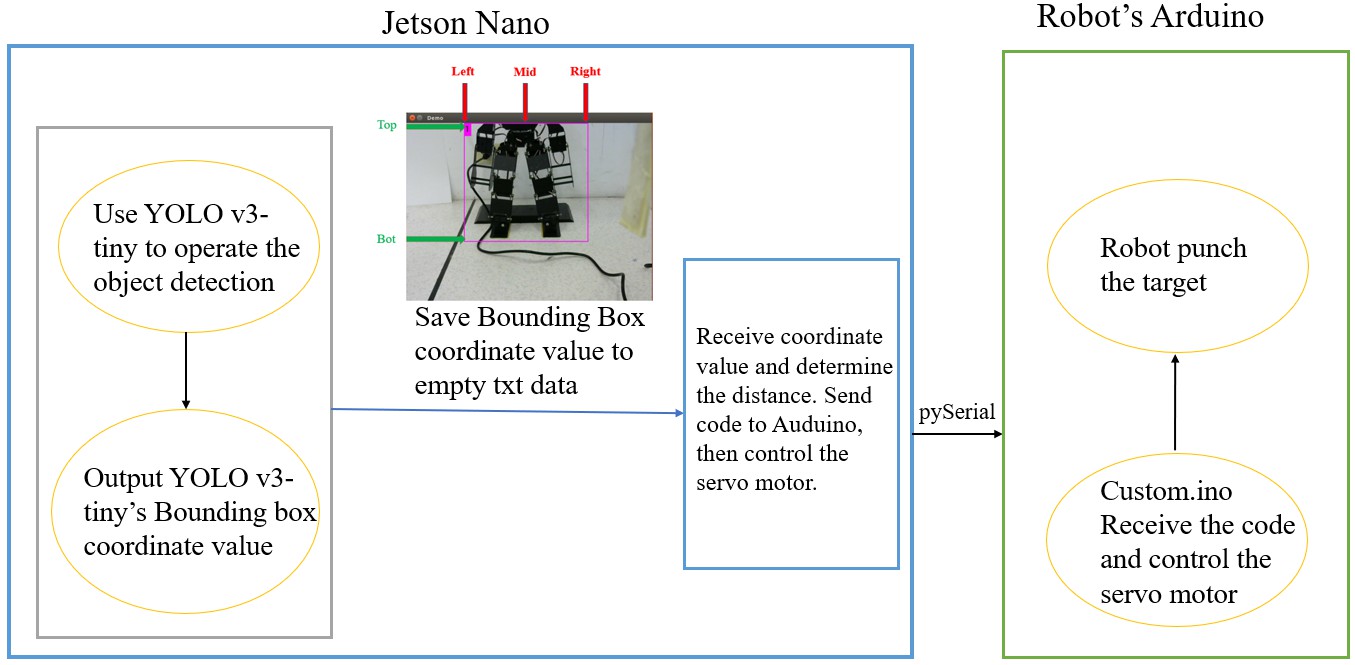 Jetson Nano
Robot's Arduino
Left Mid Right
Top
Demo
Bot
Use YOLO v3-
tiny to operate the
object detection
Output YOLO v3-
tiny's Bounding box
coordinate value
Save Bounding Box
coordinate value to
empty txt data
Receive coordinate
value and determine
the distance. Send
code to Auduino,
then control the
servo motor.
pySerial
Robot punch
the target
Custom.ino
Receive the code
and control the
servo motor